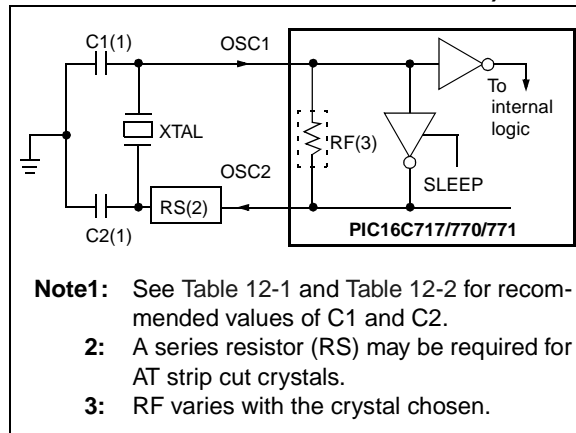 C1(1)
OSC1
To
internal
logic
XTAL
RF(3)
OSC2
SLEEP
RS(2)
C2(1)
PIC16C717/770/771
Note1: See Table 12-1 and Table 12-2 for recom-
mended values of C1 and C2.
2: A series resistor (RS) may be required for
AT strip cut crystals.
3: RF varies with the crystal chosen.